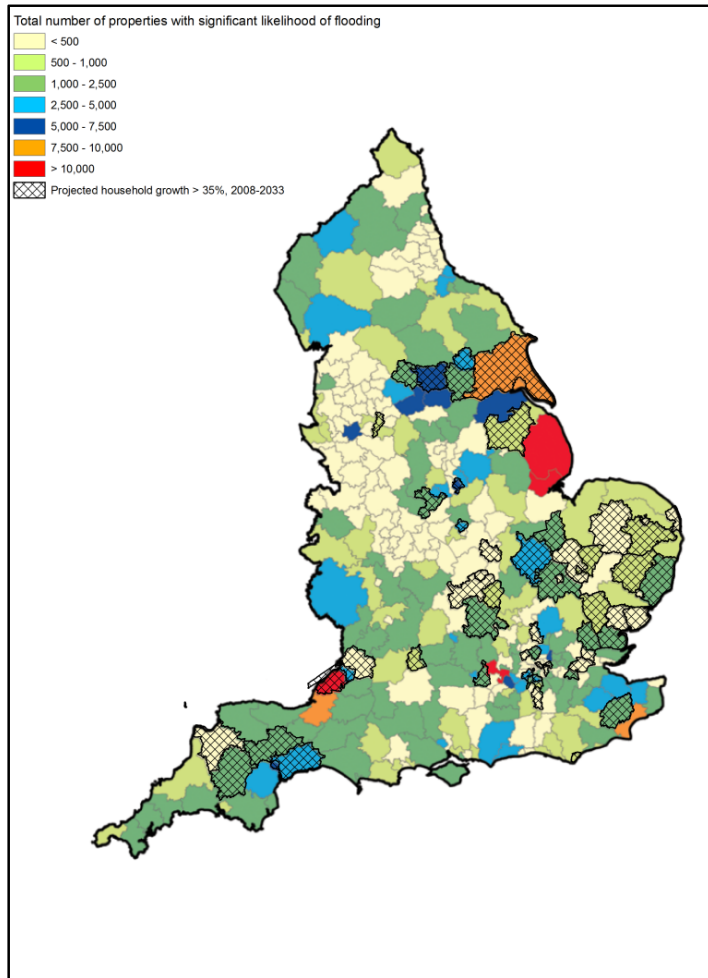 Total number of properties with significant likelihood of flooding
< 500
500 - 1,000
1,000 - 2,500
2,500 - 5,000
5,000 - 7,500
7,500 - 10,000
> 10,000
Projected household growth > 35%, 2008-2033